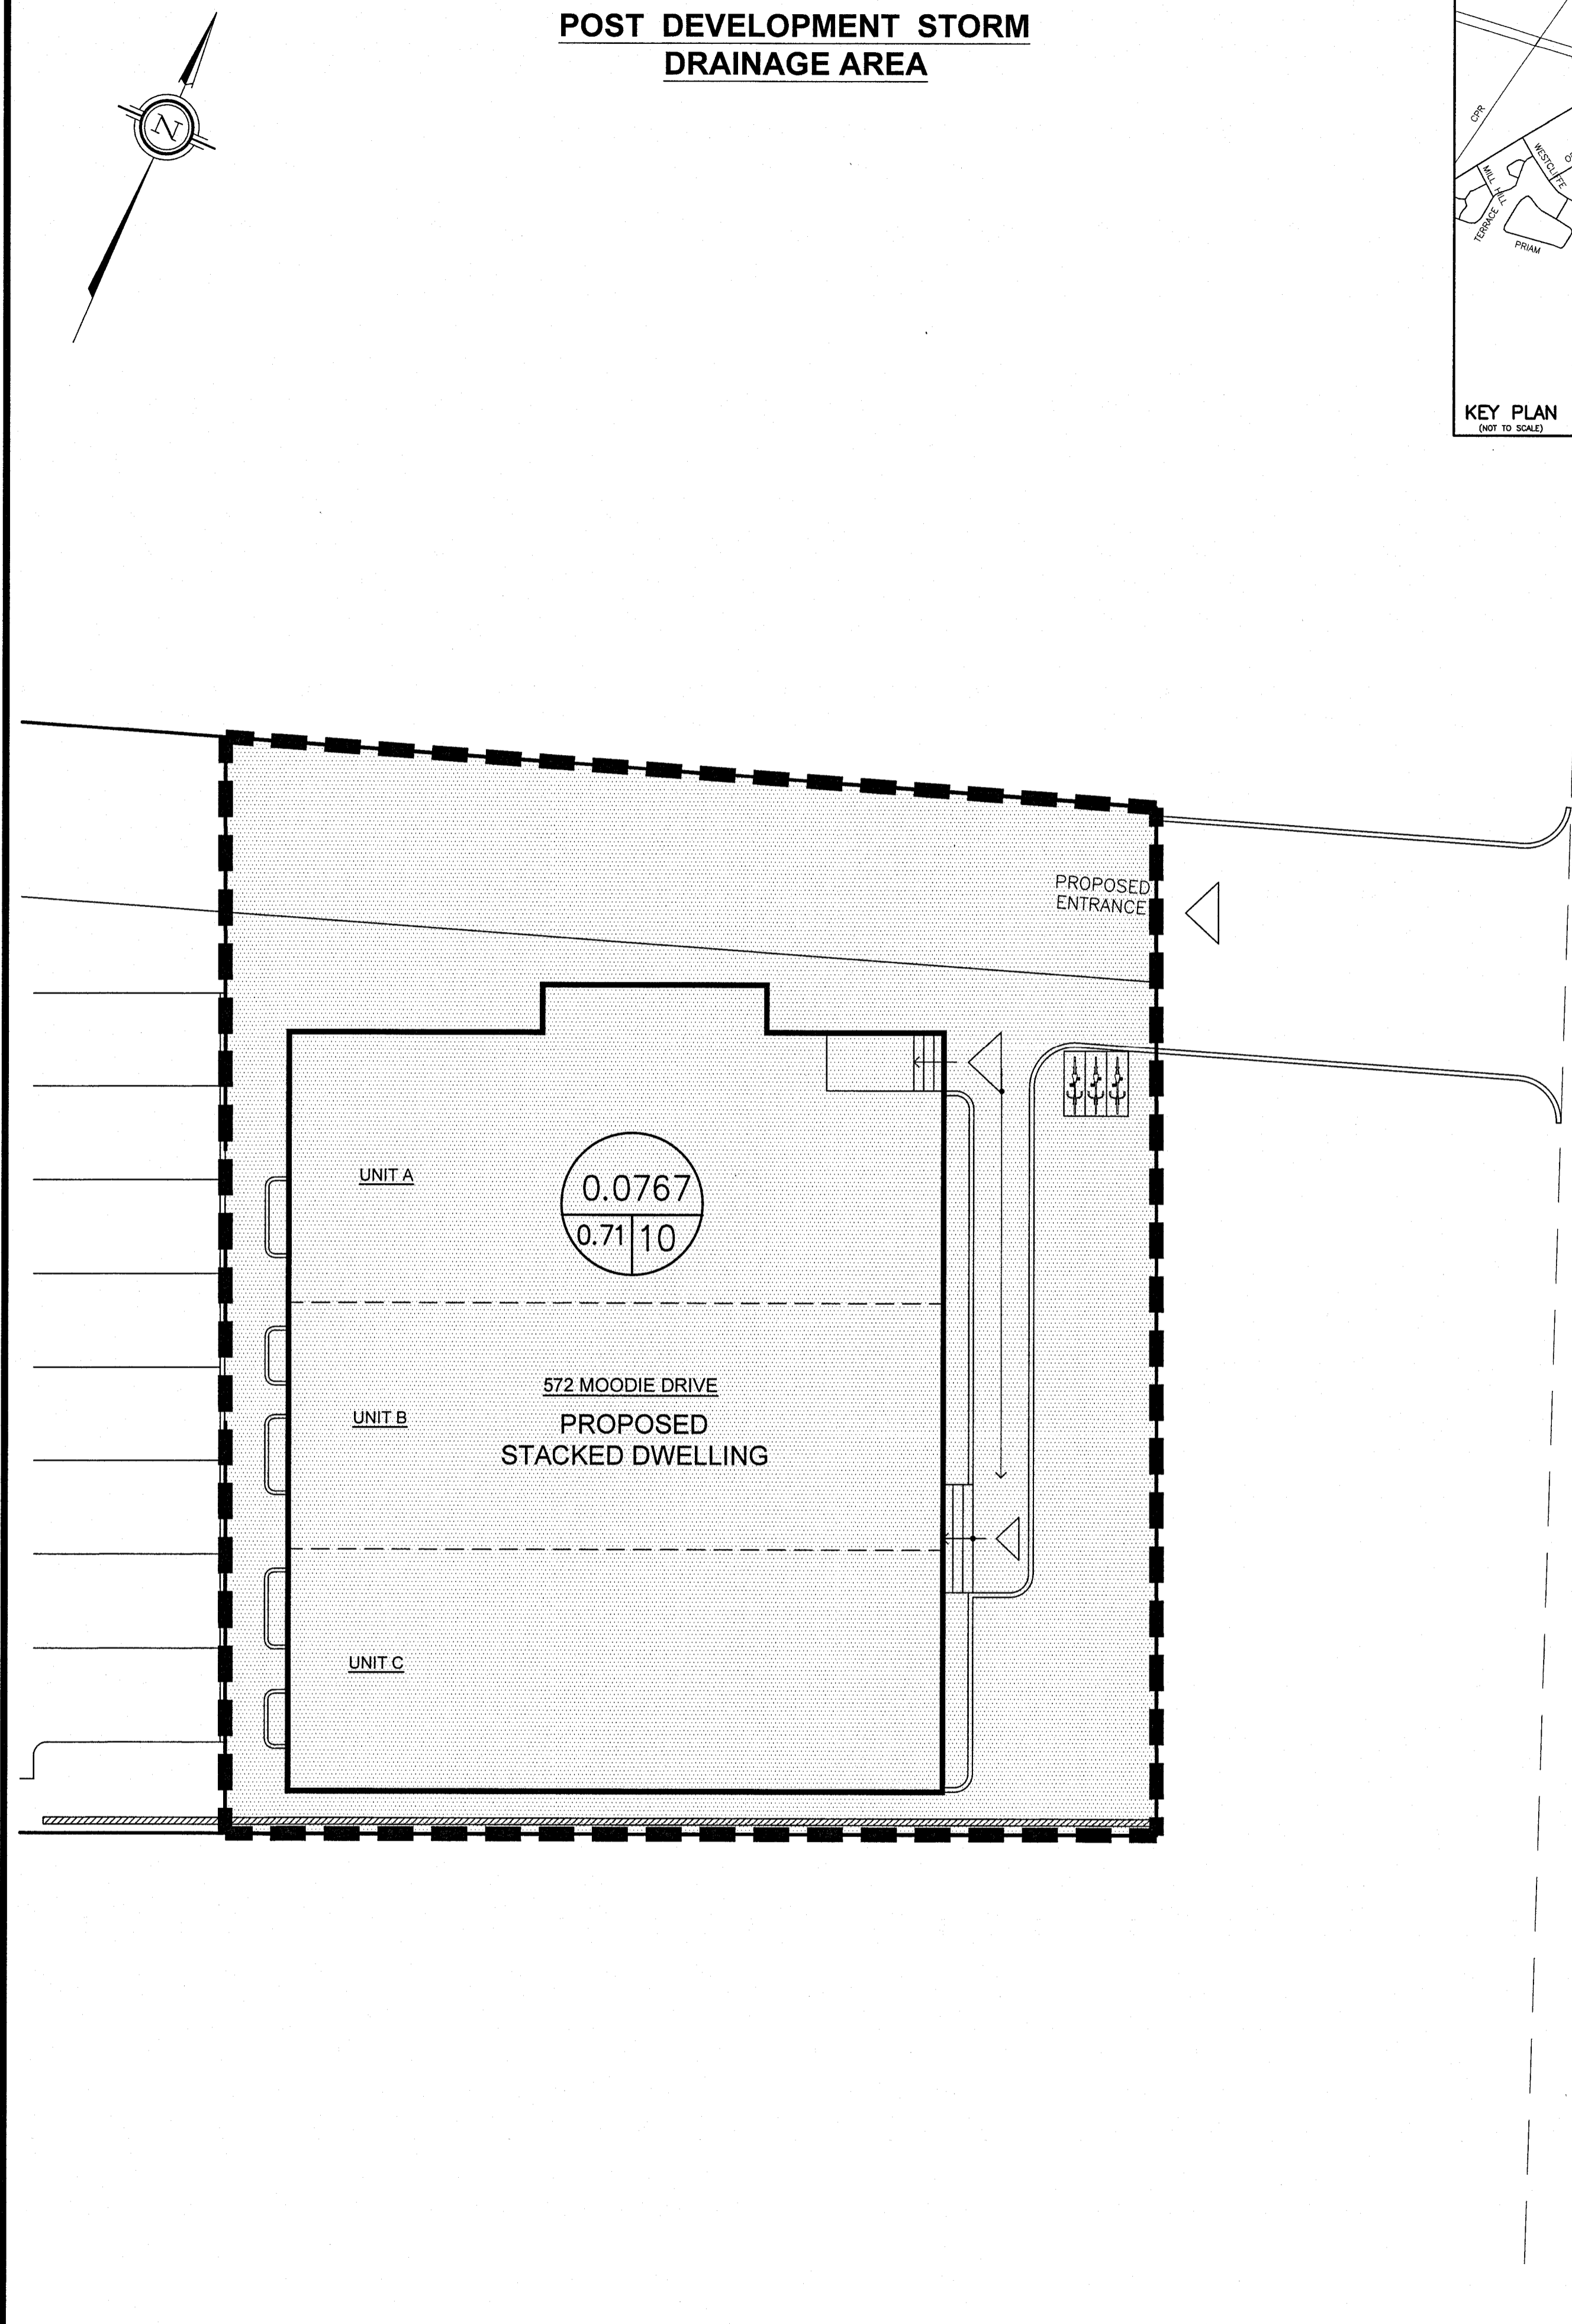 POST DEVELOPMENT STORM
DRAINAGE AREA
N
CPR
MILL HILL
TERRACE
WESTCLIFFE
PRIAM
KEY PLAN
(NOT TO SCALE)
PROPOSED
ENTRANCE
UNIT A
0.0767
0.71 10
572 MOODIE DRIVE
UNIT B
PROPOSED
STACKED DWELLING
UNIT C